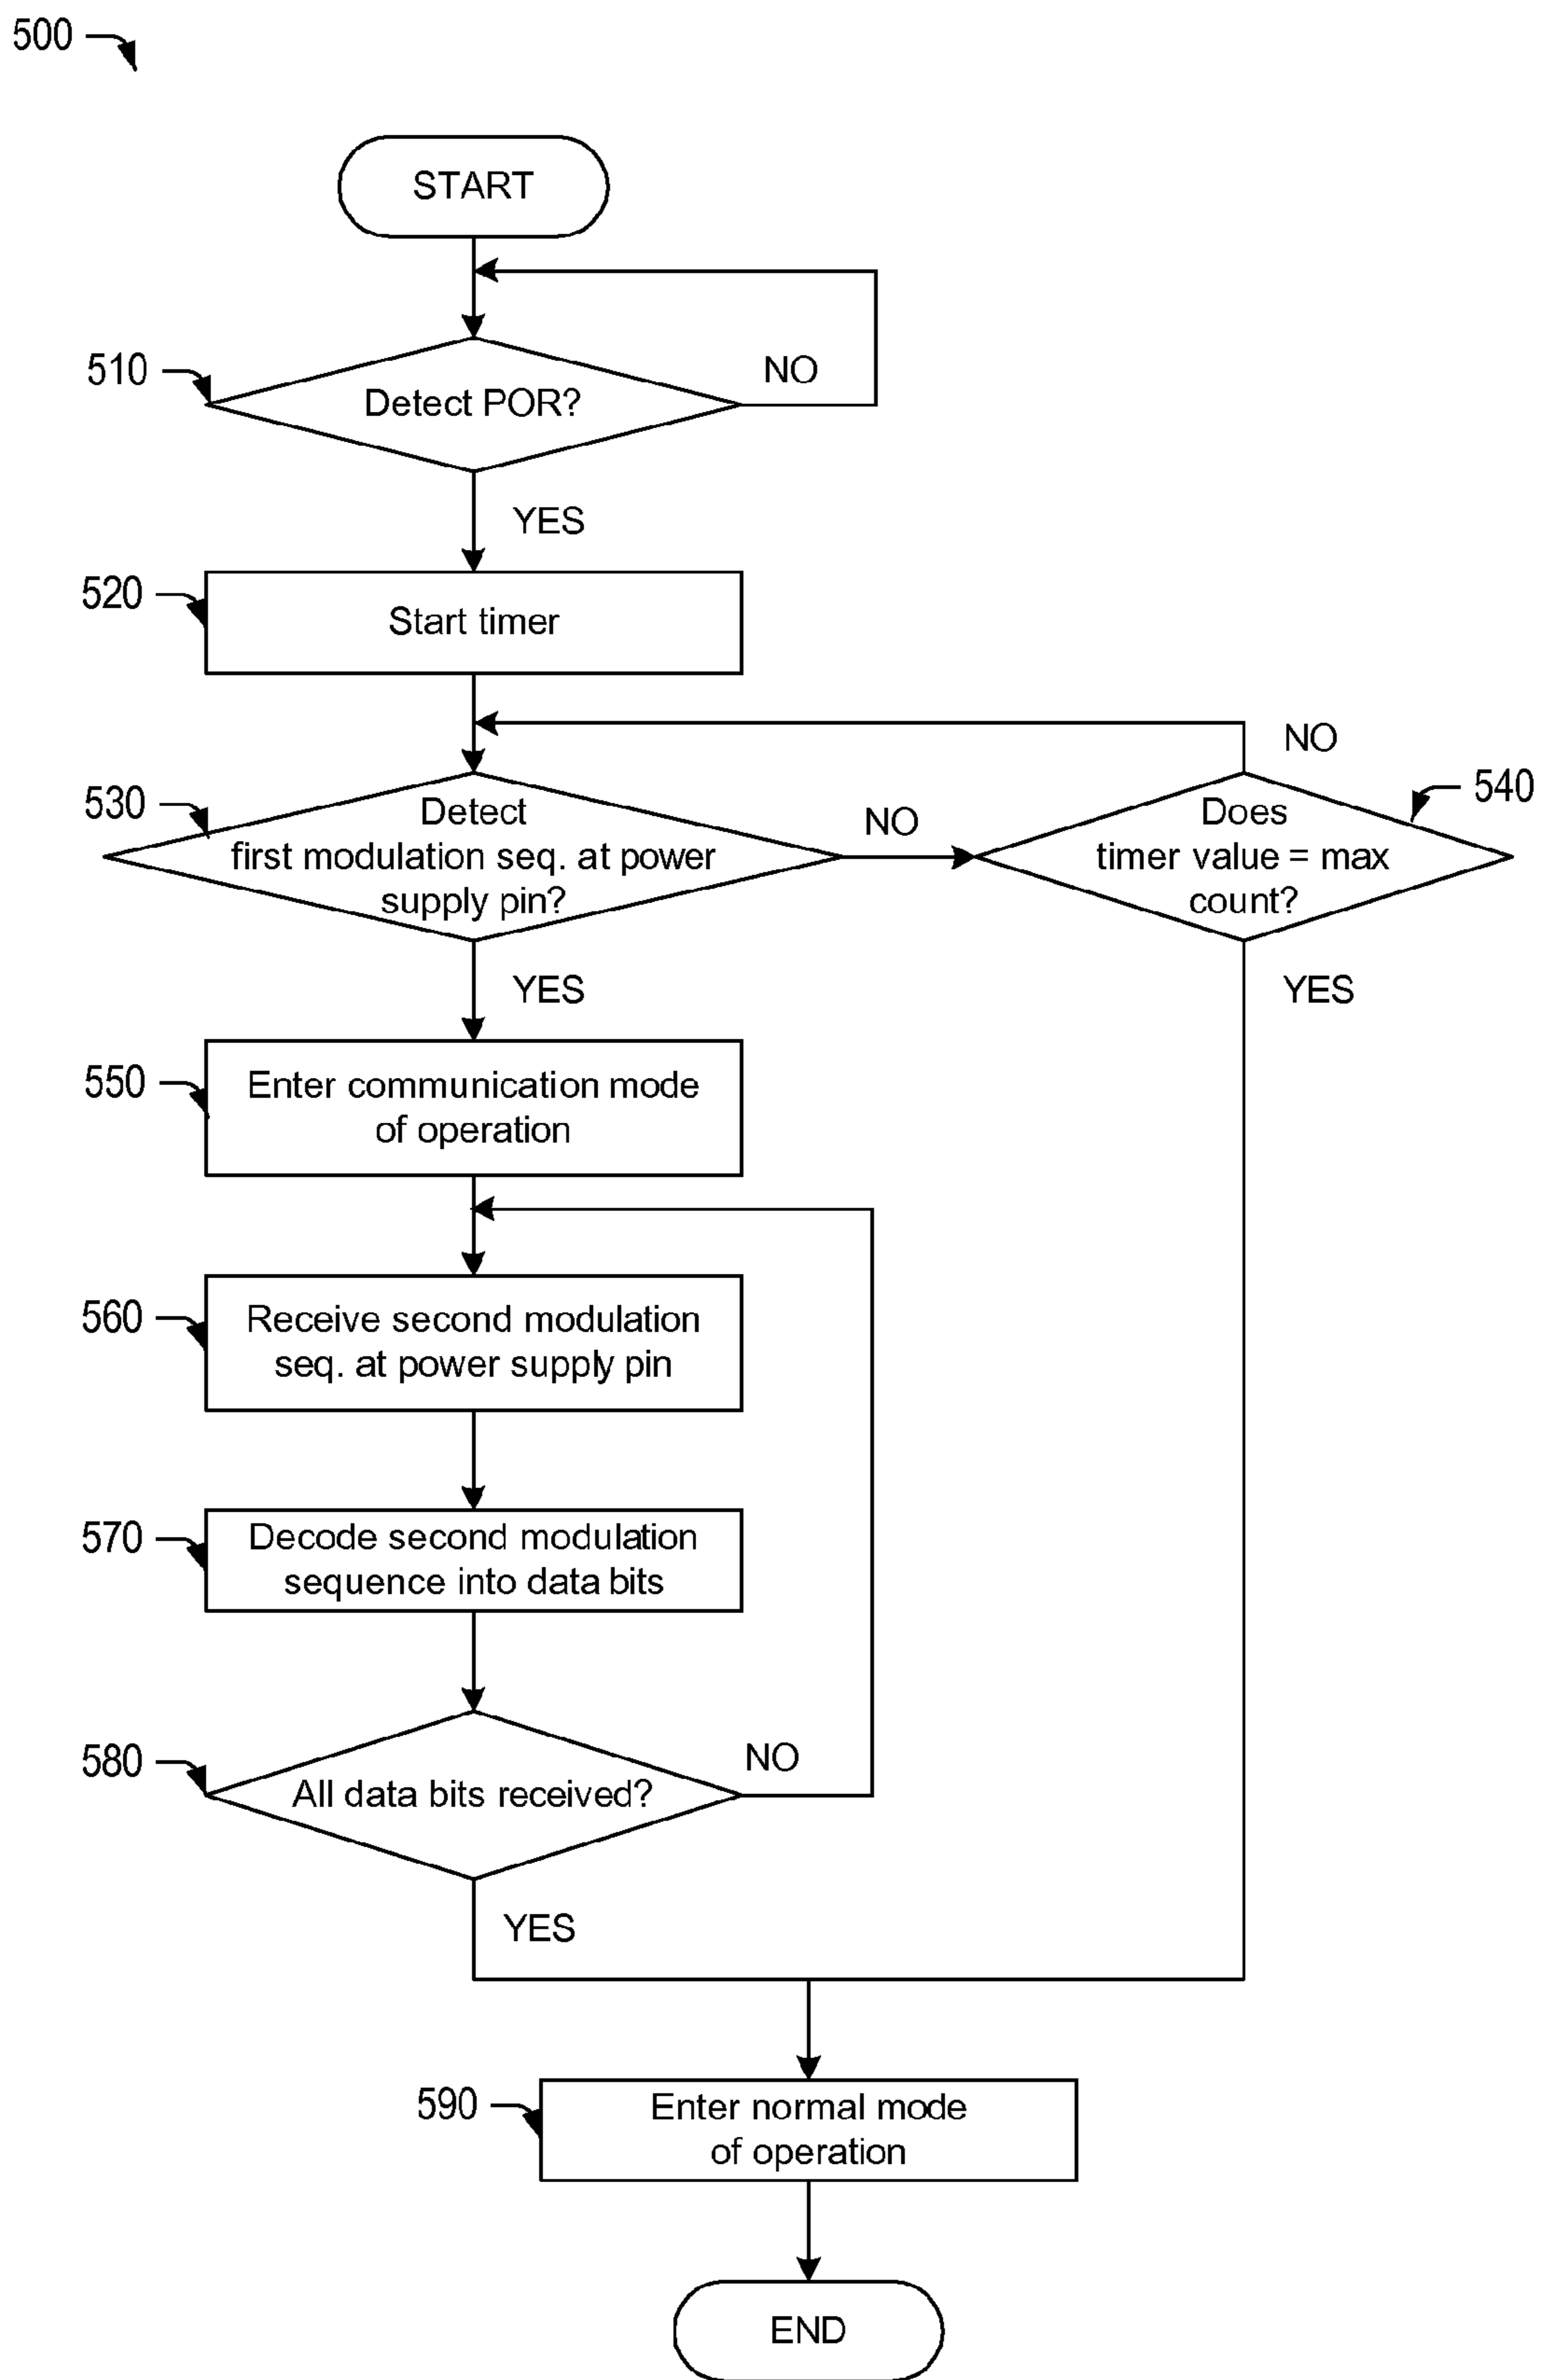 500
START
510
Detect POR?
NO
YES
520
Start timer
NO
530
Detect
first modulation seq. at power
supply pin?
NO
540
Does
timer value = max
count?
YES
YES
550
Enter communication mode
of operation
560
Receive second modulation
seq. at power supply pin
570
Decode second modulation
sequence into data bits
580
All data bits received?
NO
YES
590
Enter normal mode
of operation
END